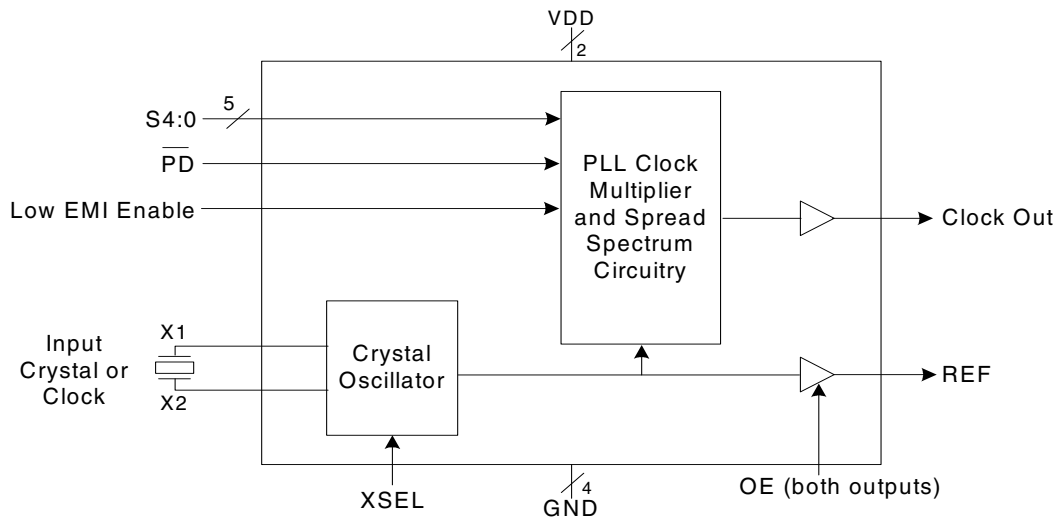 VDD
2
5
S4:0
PD
Low EMI Enable
PLL Clock
Multiplier
and Spread
Spectrum
Circuitry
Clock Out
Input
Crystal or
Clock
X1
X2
Crystal
Oscillator
REF
XSEL
4
GND
OE (both outputs)